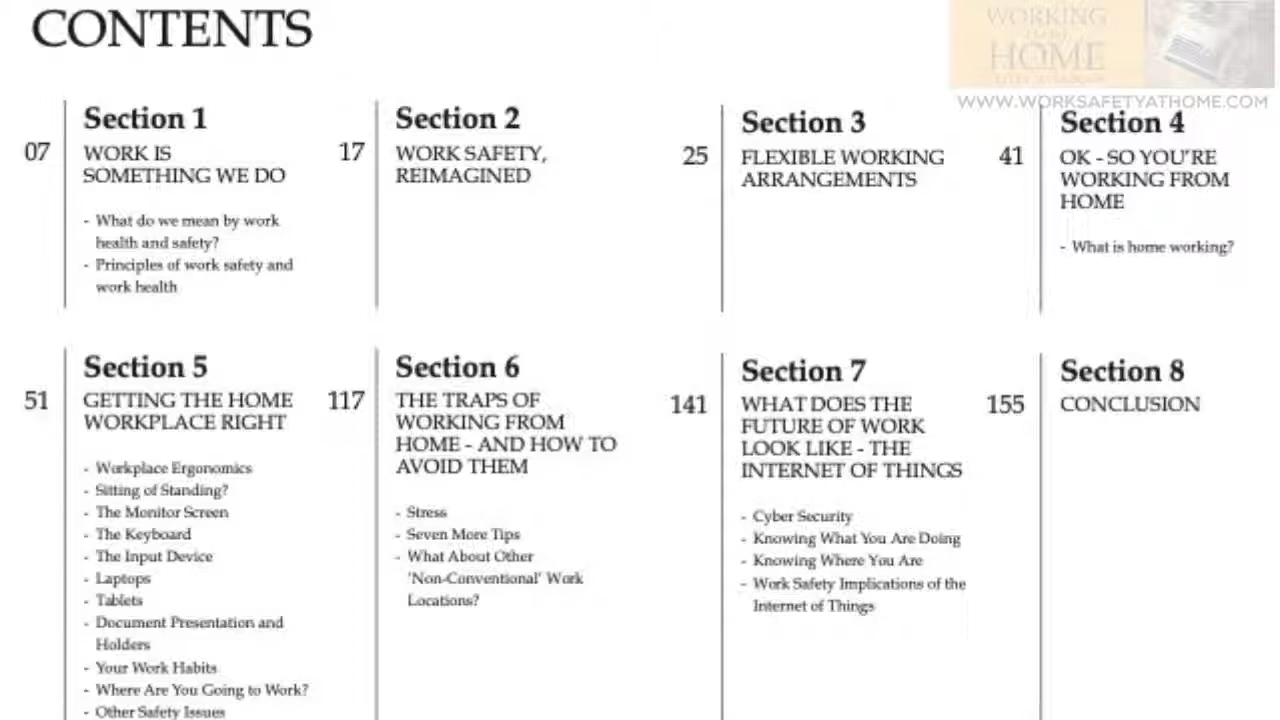 CONTENTS
WORKING
HOME
WWW.WORKSAFETYATHOME.COM
07
Section 1
WORK IS
SOMETHING WE DO
- What do we mean by work
health and safety?
- Principles of work safety and
work health
17
Section 2
WORK SAFETY,
REIMAGINED
25
Section 3
FLEXIBLE WORKING
ARRANGEMENTS
41
Section 4
OK - SO YOU'RE
WORKING FROM
HOME
- What is home working?
51
Section 5
GETTING THE HOME
WORKPLACE RIGHT
- Workplace Ergonomics
- Sitting of Standing?
- The Monitor Screen
- The Keyboard
- The Input Device
- Laptops
- Tablets
- Document Presentation and
Holders
- Your Work Habits
- Where Are You Going to Work?
- Other Safety Issues
117
Section 6
THE TRAPS OF
WORKING FROM
HOME - AND HOW TO
AVOID THEM
- Stress
- Seven More Tips
- What About Other
'Non-Conventional' Work
Locations?
141
Section 7
WHAT DOES THE
FUTURE OF WORK
LOOK LIKE - THE
INTERNET OF THINGS
- Cyber Security
- Knowing What You Are Doing
- Knowing Where You Are
- Work Safety Implications of the
Internet of Things
155
Section 8
CONCLUSION